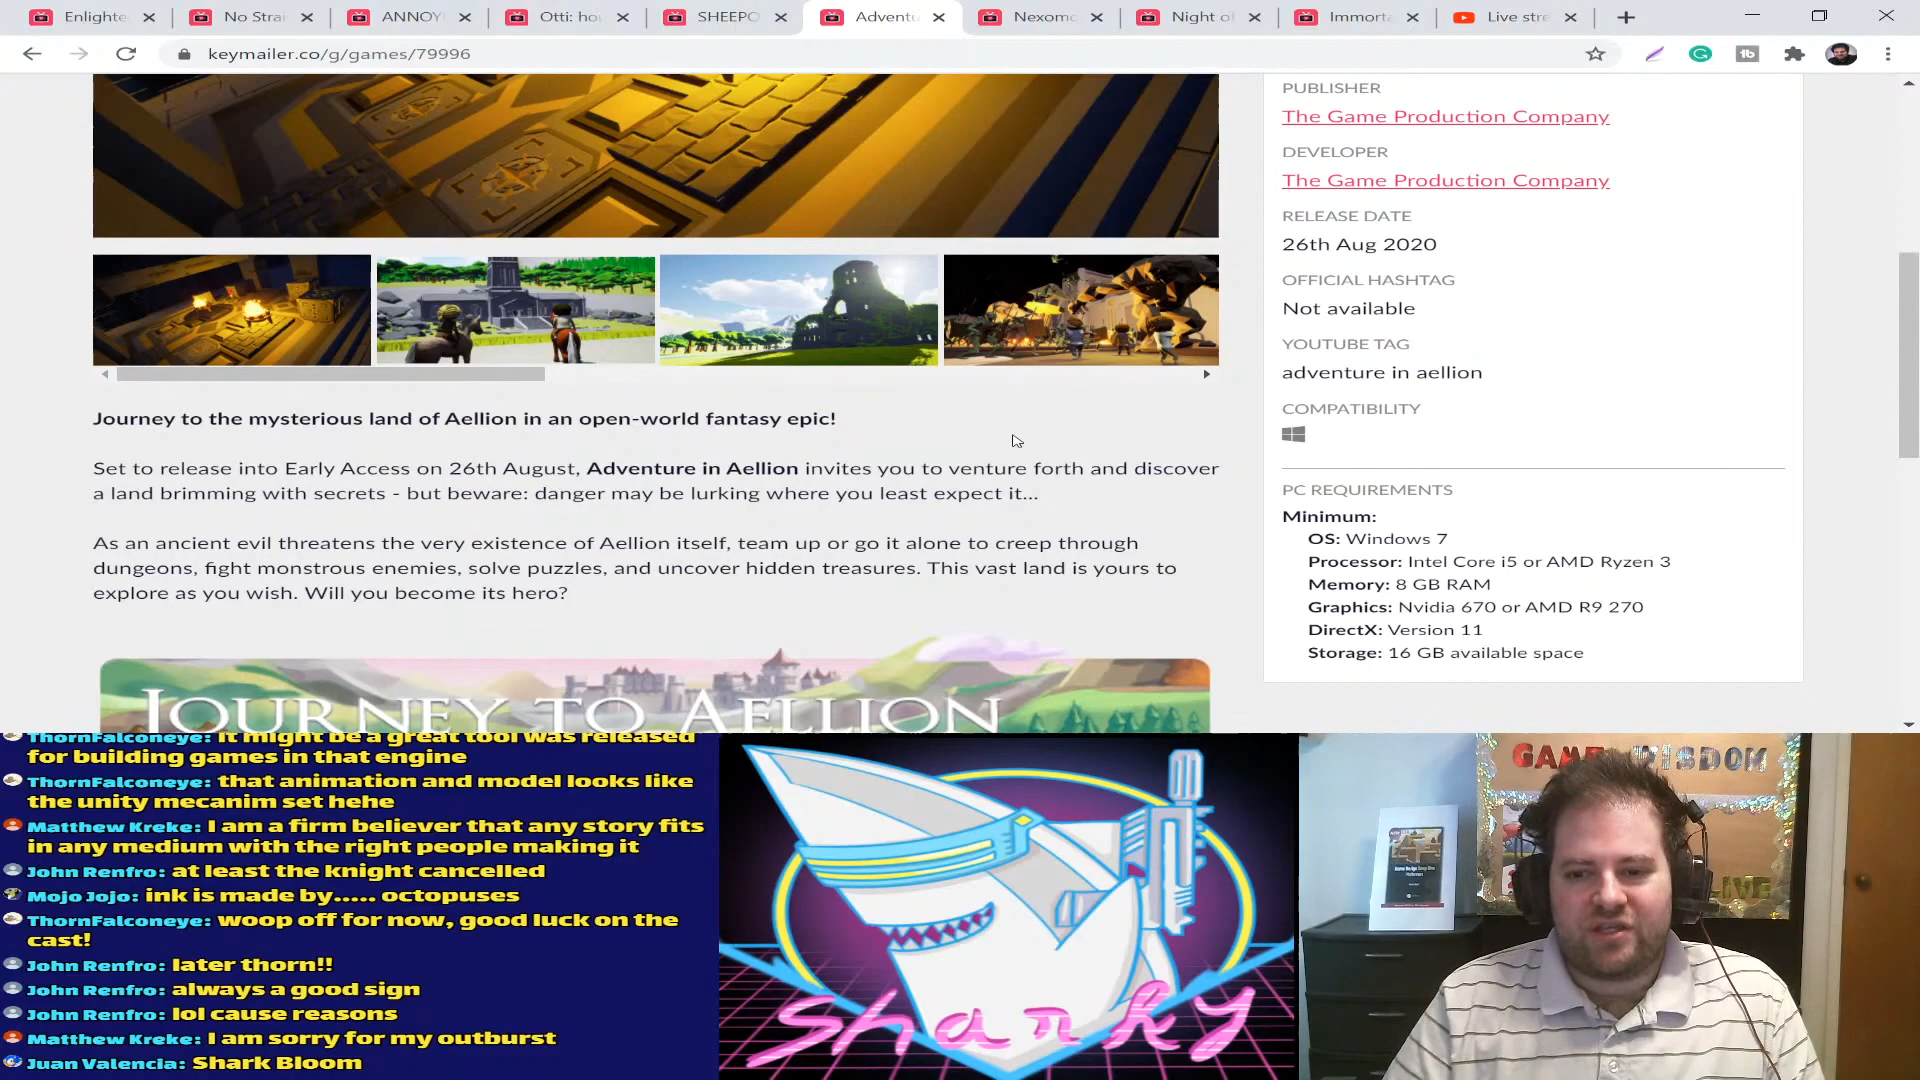 Enlighte
No Strai
ANNOY
Otti: hou
SHEEPO
Adventu
Nexomo
Night of
Immorta
Live stre
keymailer.co/g/games/79996
PUBLISHER
The Game Production Company
DEVELOPER
The Game Production Company
RELEASE DATE
26th Aug 2020
OFFICIAL HASHTAG
Not available
YOUTUBE TAG
adventure in aellion
COMPATIBILITY
PC REQUIREMENTS
Minimum:
OS: Windows 7
Processor: Intel Core i5 or AMD Ryzen 3
Memory: 8 GB RAM
Graphics: Nvidia 670 or AMD R9 270
DirectX: Version 11
Storage: 16 GB available space
Journey to the mysterious land of Aellion in an open-world fantasy epic!
Set to release into Early Access on 26th August, Adventure in Aellion invites you to venture forth and discover
a land brimming with secrets - but beware: danger may be lurking where you least expect it...
As an ancient evil threatens the very existence of Aellion itself, team up or go it alone to creep through
dungeons, fight monstrous enemies, solve puzzles, and uncover hidden treasures. This vast land is yours to
explore as you wish. Will you become its hero?
JOURNEY TO AELLION
ThornFalconeye: it might be a great tool was released
for building games in that engine
ThornFalconeye: that animation and model looks like
the unity mecanim set hehe
Matthew Kreke: I am a firm believer that any story fits
in any medium with the right people making it
John Renfro: at least the knight cancelled
Mojo Jojo: ink is made by..... octopuses
ThornFalconeye: woop off for now, good luck on the
cast!
John Renfro: later thorn!!
John Renfro: always a good sign
John Renfro: lol cause reasons
Matthew Kreke: I am sorry for my outburst
Juan Valencia: Shark Bloom
Sharky
GAME WISDOM
LIVE